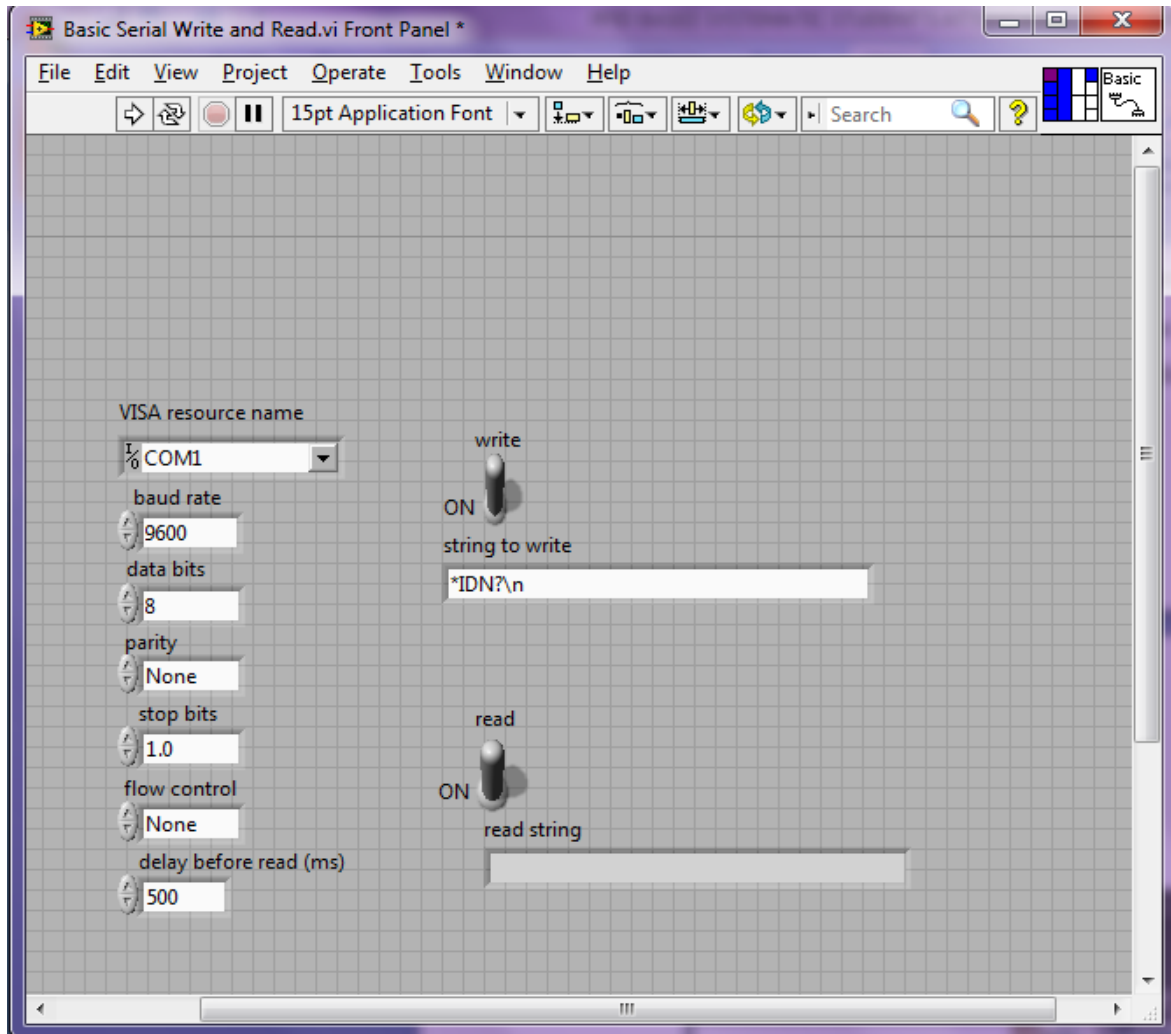 Basic Serial Write and Read.vi Front Panel *
File Edit View Project Operate Tools Window Help
15pt Application Font
Search
?
Basic
VISA resource name
I/O COM1
baud rate
9600
data bits
8
parity
None
stop bits
1.0
flow control
None
delay before read (ms)
500
write
ON
string to write
*IDN?\n
read
ON
read string